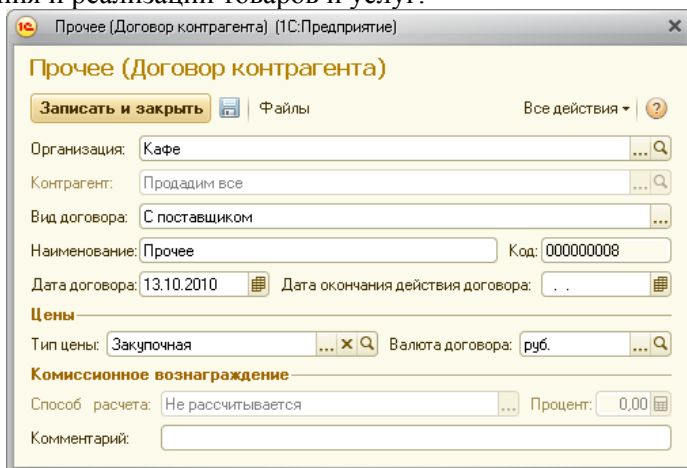 ния и реализации товаров и услуг.
Прочее (Договор контрагента) (1С:Предприятие)
Прочее (Договор контрагента)
Записать и закрыть Файлы Все действия
Организация: Кафе
Контрагент: Продадим все
Вид договора: С поставщиком
Наименование: Прочее Код: 000000008
Дата договора: 13.10.2010 Дата окончания действия договора: . .
Цены
Тип цены: Закупочная Валюта договора: руб.
Комиссионное вознаграждение
Способ расчета: Не рассчитывается Процент: 0,00
Комментарий: